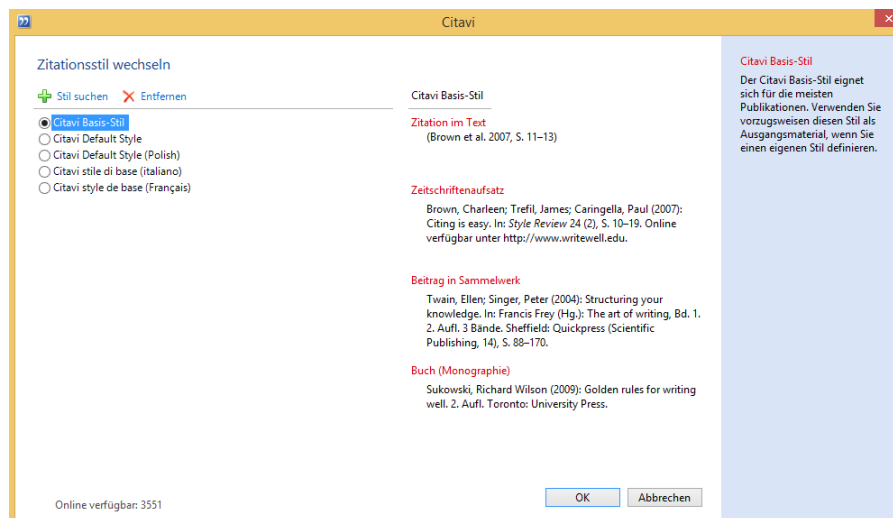 Citavi
Zitationsstil wechseln
Stil suchen Entfernen
Citavi Basis-Stil
Citavi Default Style
Citavi Default Style (Polish)
Citavi stile di base (italiano)
Citavi style de base (Français)
Online verfügbar: 3551
Citavi Basis-Stil
Zitation im Text
(Brown et al. 2007, S. 11–13)
Zeitschriftenaufsatz
Brown, Charleen; Trefil, James; Caringella, Paul (2007):
Citing is easy. In: Style Review 24 (2), S. 10–19. Online
verfügbar unter http://www.writewell.edu.
Beitrag in Sammelwerk
Twain, Ellen; Singer, Peter (2004): Structuring your
knowledge. In: Francis Frey (Hg.): The art of writing, Bd. 1.
2. Aufl. 3 Bände. Sheffield: Quickpress (Scientific
Publishing, 14), S. 88–170.
Buch (Monographie)
Sukowski, Richard Wilson (2009): Golden rules for writing
well. 2. Aufl. Toronto: University Press.
OK Abbrechen
Citavi Basis-Stil
Der Citavi Basis-Stil eignet
sich für die meisten
Publikationen. Verwenden Sie
vorzugsweisen diesen Stil als
Ausgangsmaterial, wenn Sie
einen eigenen Stil definieren.